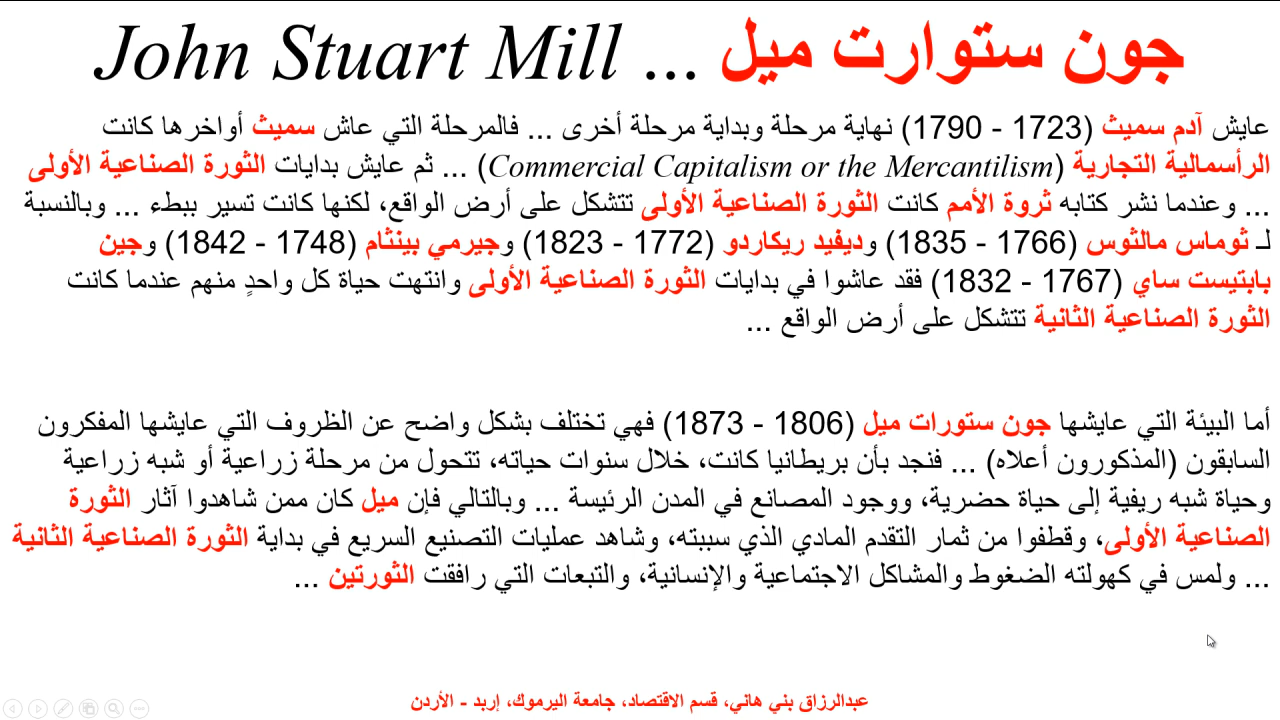 جون ستوارت ميل ... John Stuart Mill
عايش آدم سميث (1723 - 1790) نهاية مرحلة وبداية مرحلة أخرى ... فالمرحلة التي عاش سميث أواخرها كانت
الرأسمالية التجارية (Commercial Capitalism or the Mercantilism) ... ثم عايش بدايات الثورة الصناعية الأولى
... وعندما نشر كتابه ثروة الأمم كانت الثورة الصناعية الأولى تتشكل على أرض الواقع، لكنها كانت تسير ببطء ... وبالنسبة
لـ ثوماس مالثوس (1766 - 1835) وديفيد ريكاردو (1772 - 1823) وجيرمي بينثام (1748 - 1842) وجين
بابتيست ساي (1767 - 1832) فقد عاشوا في بدايات الثورة الصناعية الأولى وانتهت حياة كل واحدٍ منهم عندما كانت
الثورة الصناعية الثانية تتشكل على أرض الواقع ...
أما البيئة التي عايشها جون ستورات ميل (1806 - 1873) فهي تختلف بشكل واضح عن الظروف التي عايشها المفكرون
السابقون (المذكورون أعلاه) ... فنجد بأن بريطانيا كانت، خلال سنوات حياته، تتحول من مرحلة زراعية أو شبه زراعية
وحياة شبه ريفية إلى حياة حضرية، ووجود المصانع في المدن الرئيسة ... وبالتالي فإن ميل كان ممن شاهدوا آثار الثورة
الصناعية الأولى، وقطفوا من ثمار التقدم المادي الذي سببته، وشاهد عمليات التصنيع السريع في بداية الثورة الصناعية الثانية
... ولمس في كهولته الضغوط والمشاكل الاجتماعية والإنسانية، والتبعات التي رافقت الثورتين ...
عبدالرزاق بني هاني، قسم الاقتصاد، جامعة اليرموك، إربد - الأردن